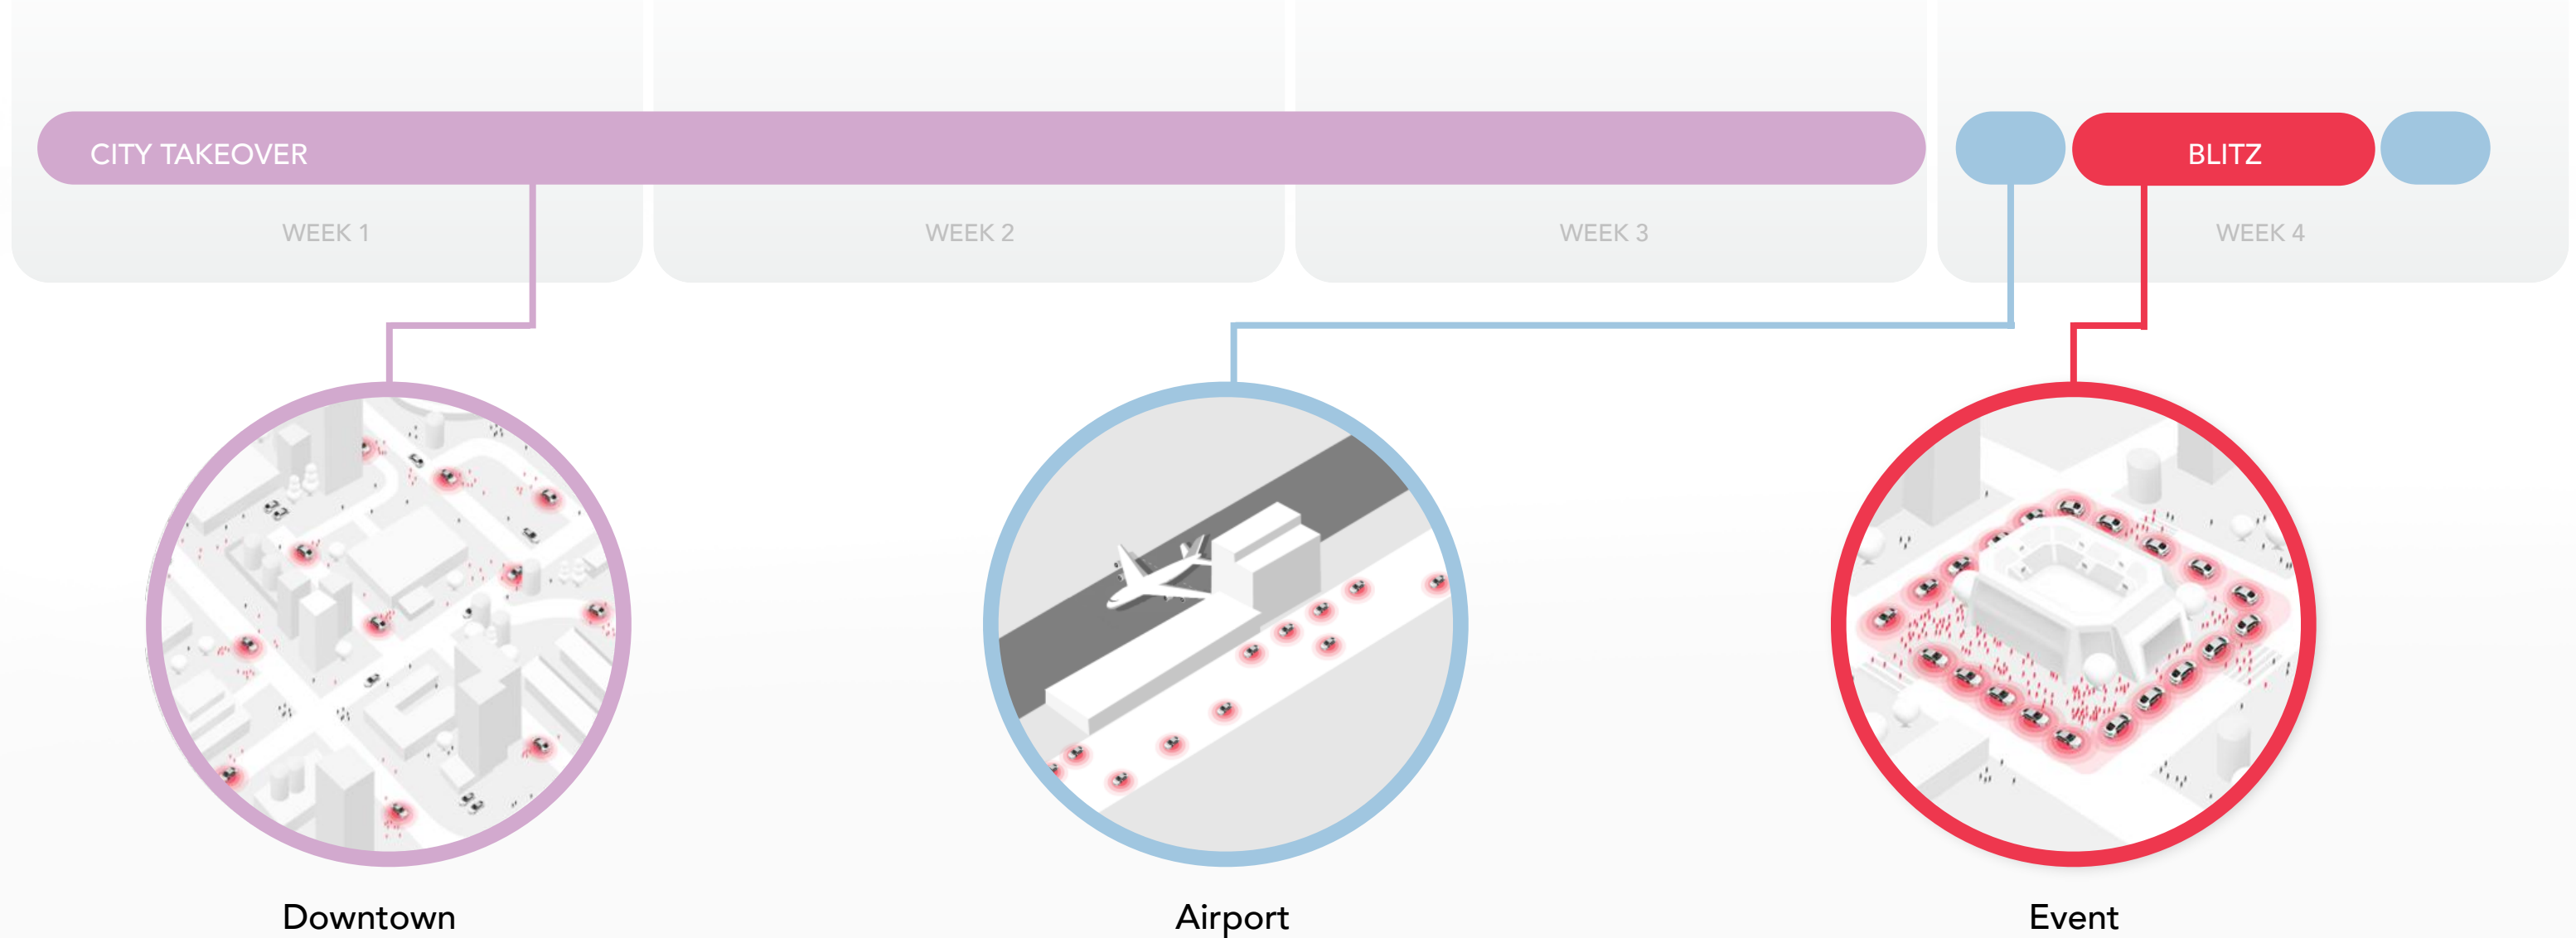 CITY TAKEOVER
BLITZ
WEEK 1
WEEK 2
WEEK 3
WEEK 4
Downtown
Airport
Event